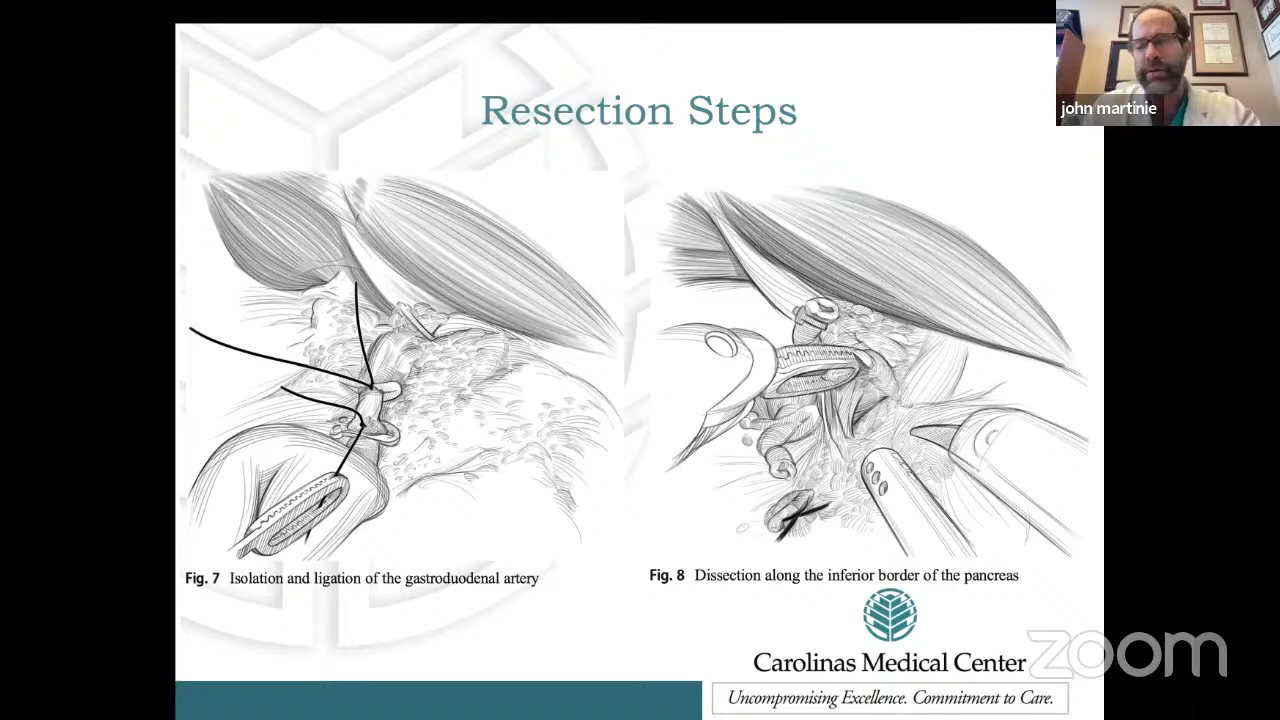 Resection Steps
john martinie
Fig. 7 Isolation and ligation of the gastroduodenal artery
Fig. 8 Dissection along the inferior border of the pancreas
Carolinas Medical Center
Uncompromising Excellence. Commitment to Care.
zoom